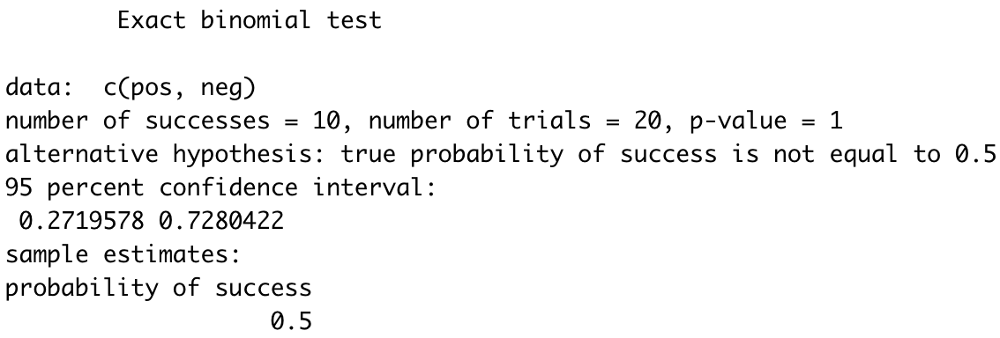 Exact binomial test
data:  c(pos, neg)
number of successes = 10, number of trials = 20, p-value = 1
alternative hypothesis: true probability of success is not equal to 0.5
95 percent confidence interval:
 0.2719578 0.7280422
sample estimates:
probability of success
0.5